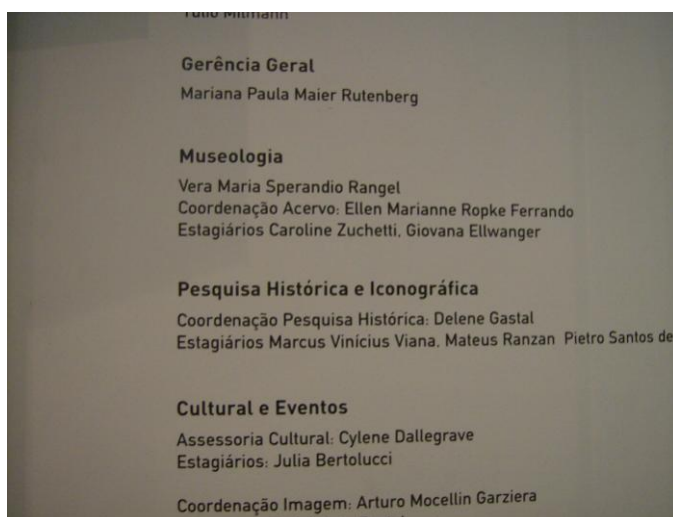 Gerência Geral
Mariana Paula Maier Rutenberg
Museologia
Vera Maria Sperandio Rangel
Coordenação Acervo: Ellen Marianne Ropke Ferrando
Estagiários Caroline Zuchetti, Giovana Ellwanger
Pesquisa Histórica e Iconográfica
Coordenação Pesquisa Histórica: Delene Gastal
Estagiários Marcus Vinícius Viana, Mateus Ranzan Pietro Santos de
Cultural e Eventos
Assessoria Cultural: Cylene Dallegrave
Estagiários: Julia Bertolucci
Coordenação Imagem: Arturo Mocellin Garziera